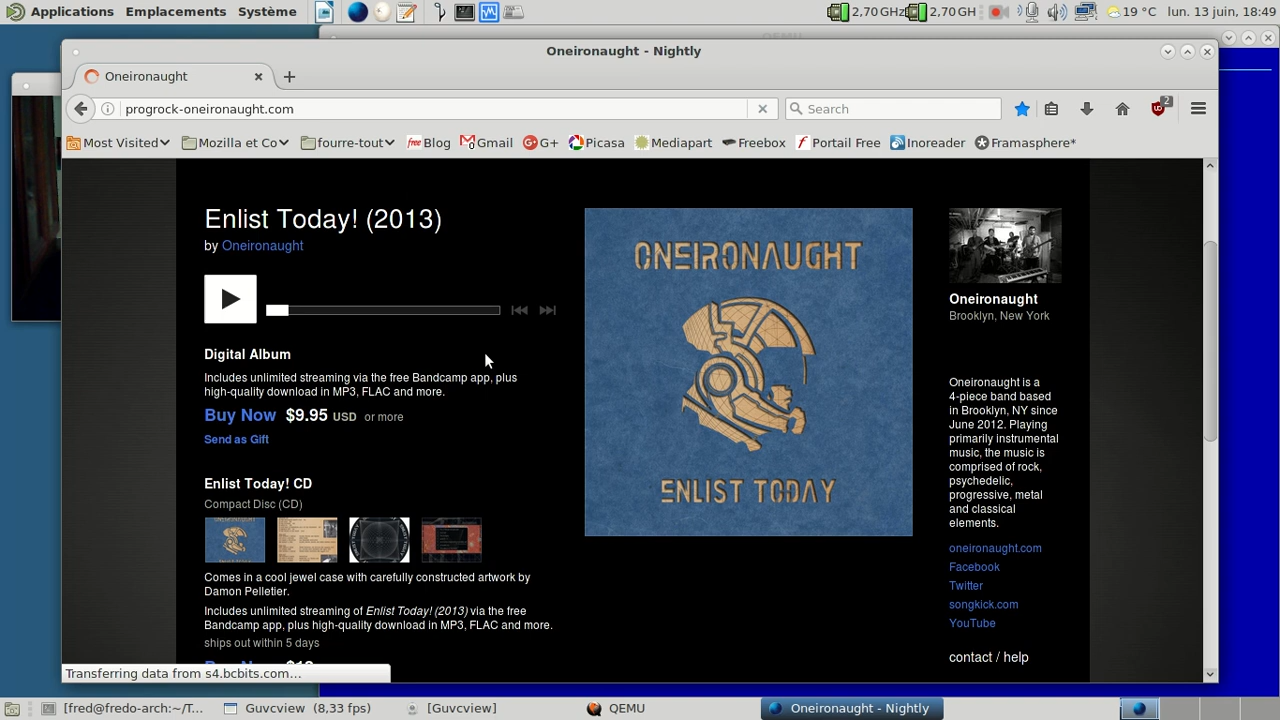 Applications Emplacements Système
2,70 GHz 2,70 GH 19 °C lun. 13 juin, 18:49
QEMU
Oneironaught - Nightly
Oneironaught
progrock-oneironaught.com
Search
2
Most Visited Mozilla et Co fourre-tout free Blog Gmail G+ Picasa Mediapart Freebox Portail Free Inoreader Framasphere*
Enlist Today! (2013)
by Oneironaught
Digital Album
Includes unlimited streaming via the free Bandcamp app, plus
high-quality download in MP3, FLAC and more.
Buy Now $9.95 USD or more
Send as Gift
Enlist Today! CD
Compact Disc (CD)
Comes in a cool jewel case with carefully constructed artwork by
Damon Pelletier.
Includes unlimited streaming of Enlist Today! (2013) via the free
Bandcamp app, plus high-quality download in MP3, FLAC and more.
ships out within 5 days
ONEIRONAUGHT
ENLIST TODAY
Oneironaught
Brooklyn, New York
Oneironaught is a
4-piece band based
in Brooklyn, NY since
June 2012. Playing
primarily instrumental
music, the music is
comprised of rock,
psychedelic,
progressive, metal
and classical
elements.
oneironaught.com
Facebook
Twitter
songkick.com
YouTube
contact / help
Transferring data from s4.bcbits.com…
[fred@fredo-arch:~/T... Guvcview (8,33 fps) [Guvcview] QEMU Oneironaught - Nightly